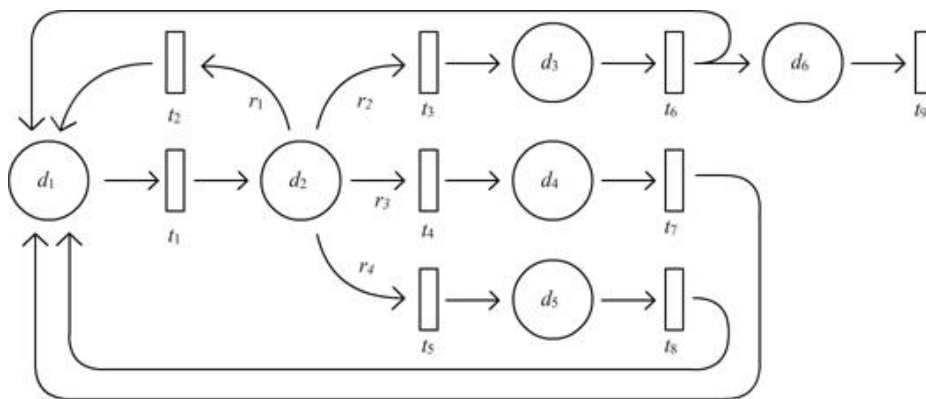 d₃
d₆
r₁
r₂
t₂
t₃
t₆
t₉
d₁
d₂
d₄
r₃
t₁
t₄
t₇
r₄
d₅
t₅
t₈